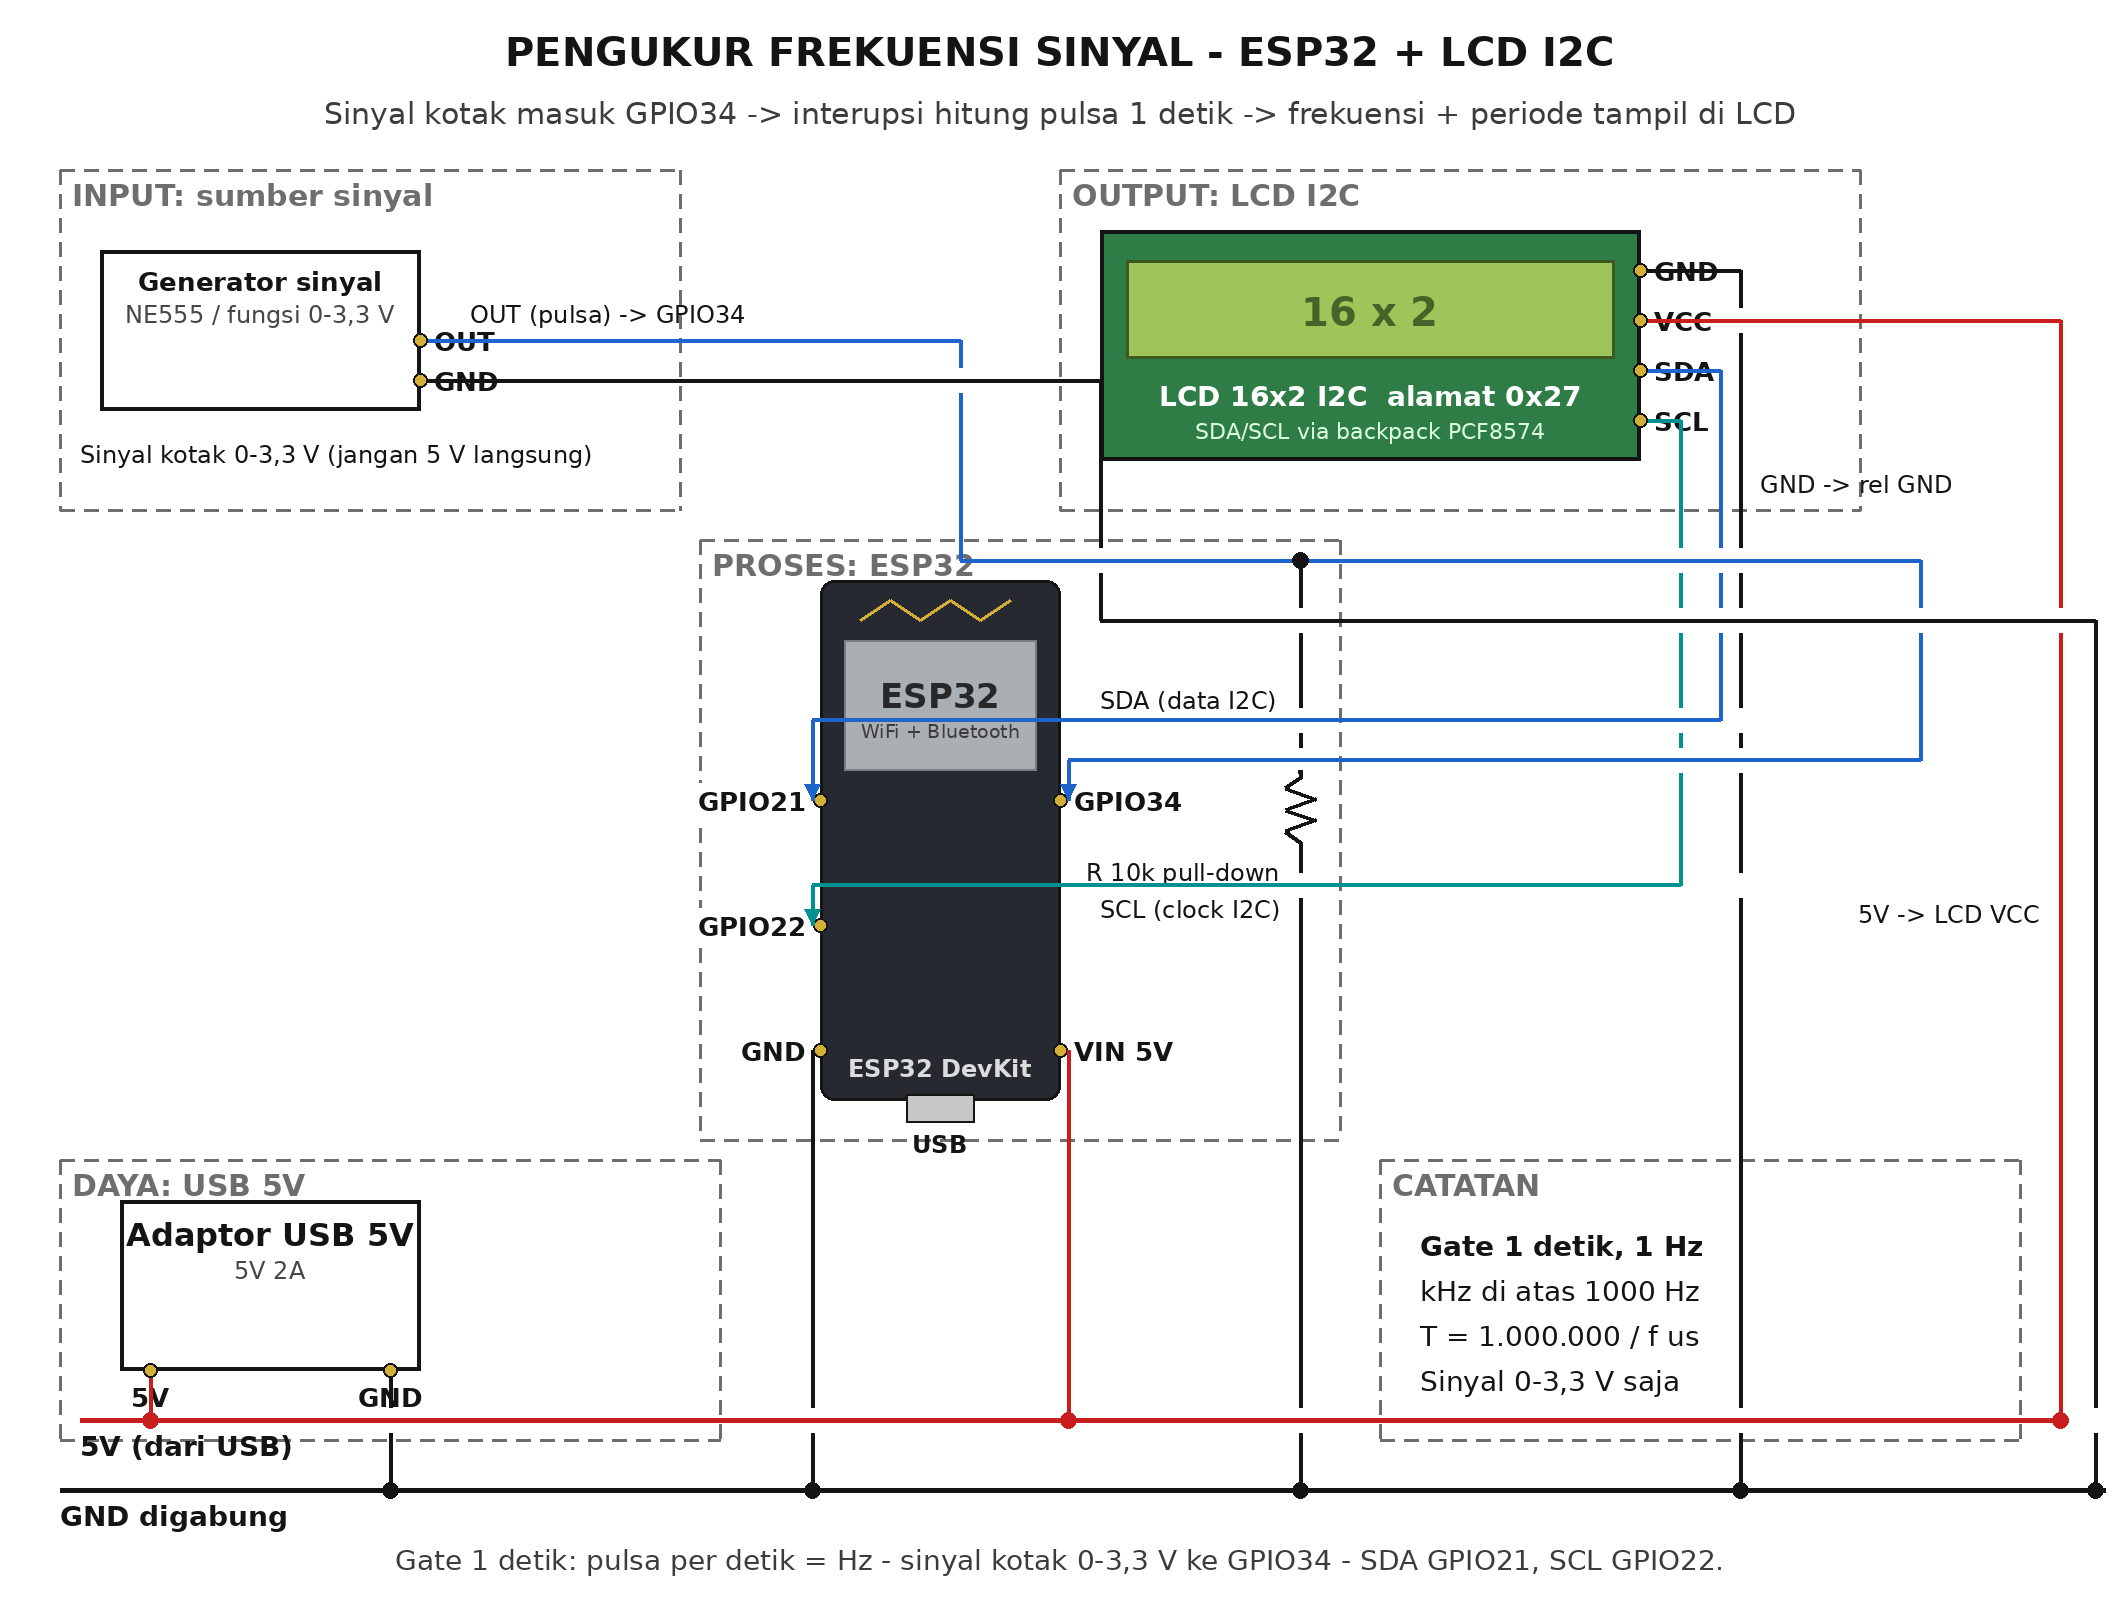 PENGUKUR FREKUENSI SINYAL - ESP32 + LCD I2C
Sinyal kotak masuk GPIO34 -> interupsi hitung pulsa 1 detik -> frekuensi + periode tampil di LCD
INPUT: sumber sinyal
Generator sinyal
NE555 / fungsi 0-3,3 V
OUT
GND
OUT (pulsa) -> GPIO34
Sinyal kotak 0-3,3 V (jangan 5 V langsung)
OUTPUT: LCD I2C
16 x 2
LCD 16x2 I2C  alamat 0x27
SDA/SCL via backpack PCF8574
GND
VCC
SDA
SCL
GND -> rel GND
PROSES: ESP32
ESP32
WiFi + Bluetooth
SDA (data I2C)
GPIO21
GPIO34
R 10k pull-down
SCL (clock I2C)
GPIO22
5V -> LCD VCC
GND
VIN 5V
ESP32 DevKit
USB
DAYA: USB 5V
Adaptor USB 5V
5V 2A
5V
GND
5V (dari USB)
GND digabung
CATATAN
Gate 1 detik, 1 Hz
kHz di atas 1000 Hz
T = 1.000.000 / f us
Sinyal 0-3,3 V saja
Gate 1 detik: pulsa per detik = Hz - sinyal kotak 0-3,3 V ke GPIO34 - SDA GPIO21, SCL GPIO22.